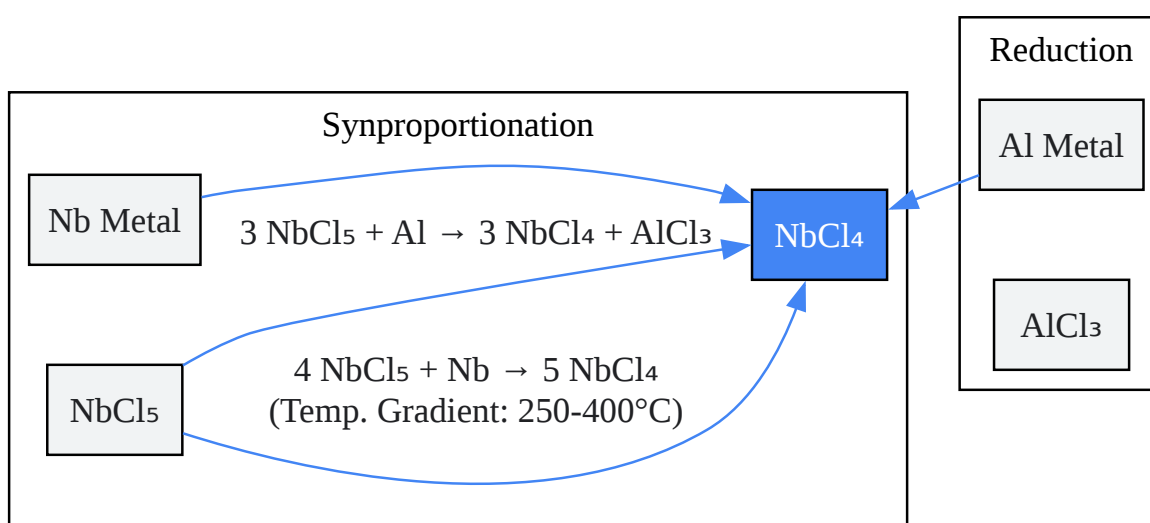 Reduction
Synproportionation
Al Metal
Nb Metal
3 NbCl₅ + Al → 3 NbCl₄ + AlCl₃
NbCl₄
AlCl₃
4 NbCl₅ + Nb → 5 NbCl₄
(Temp. Gradient: 250-400°C)
NbCl₅